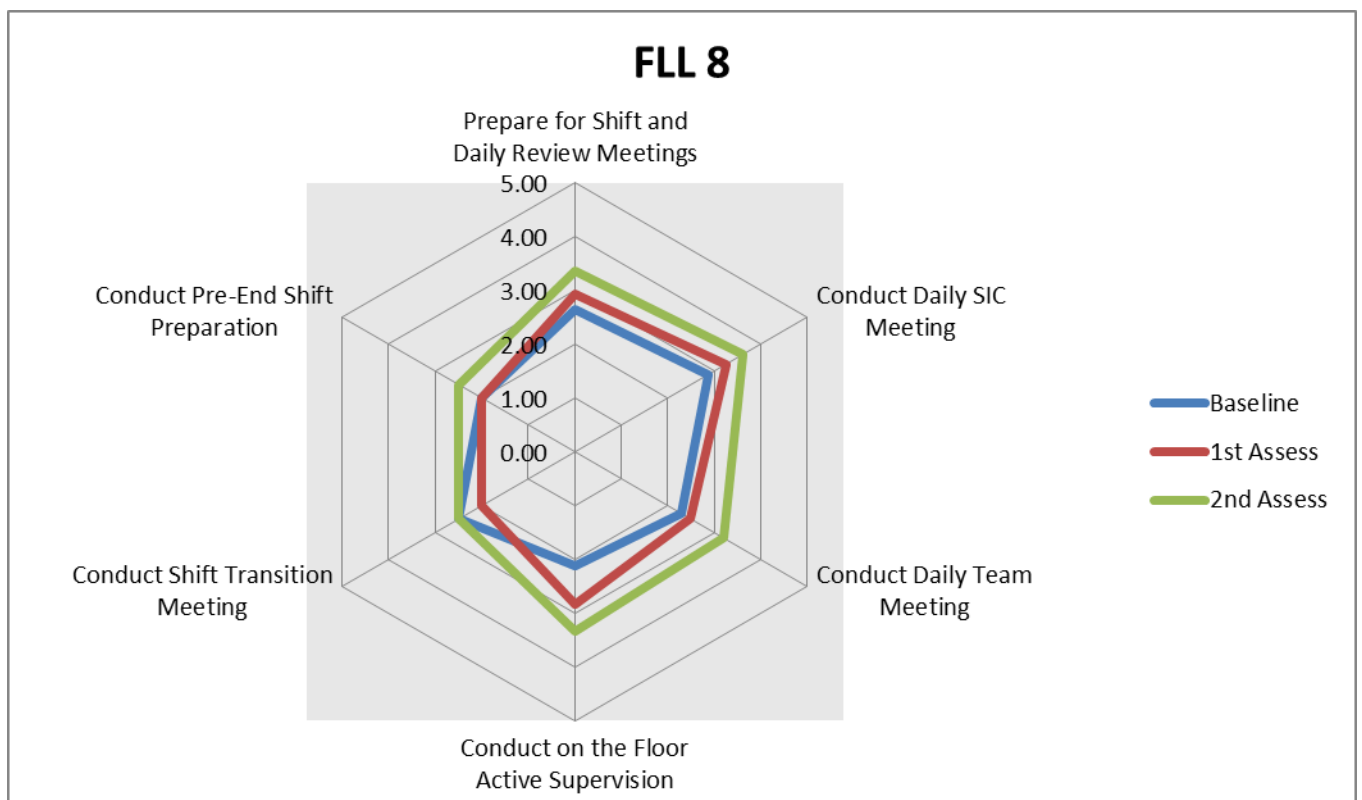 FLL 8
Prepare for Shift and
Daily Review Meetings
5.00
4.00
3.00
2.00
1.00
0.00
Conduct Daily SIC
Meeting
Conduct Daily Team
Meeting
Conduct on the Floor
Active Supervision
Conduct Shift Transition
Meeting
Conduct Pre-End Shift
Preparation
Baseline
1st Assess
2nd Assess